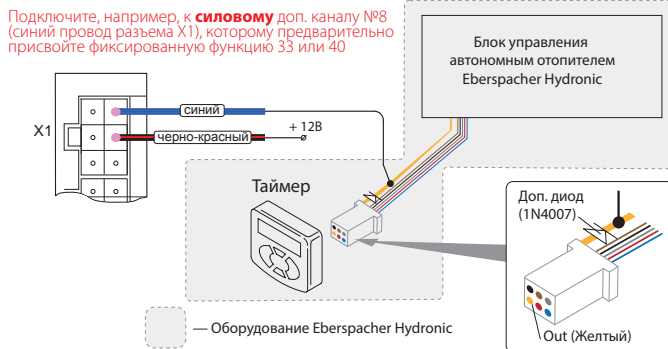 Подключите, например, к силовому доп. каналу №8
(синий провод разъема X1), которому предварительно
присвойте фиксированную функцию 33 или 40
Блок управления
автономным отопителем
Eberspacher Hydronic
X1
синий
черно-красный
+ 12В
Таймер
Доп. диод
(1N4007)
Out (Желтый)
— Оборудование Eberspacher Hydronic